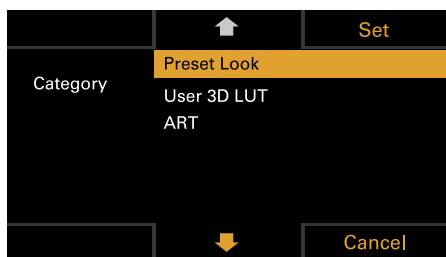 Set
Preset Look
Category
User 3D LUT
ART
Cancel